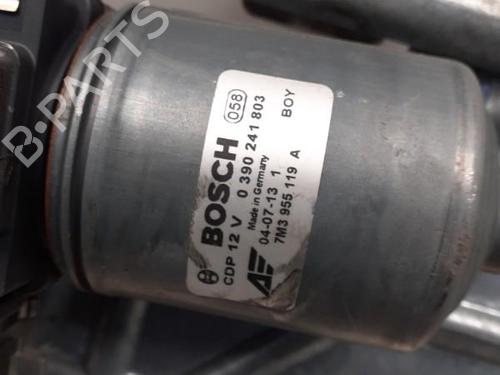 B-PARTS
058
BOSCH
CDP 12 V 0 390 241 803
Made in Germany
BOY
04-07-13 1
7M3 955 119 A